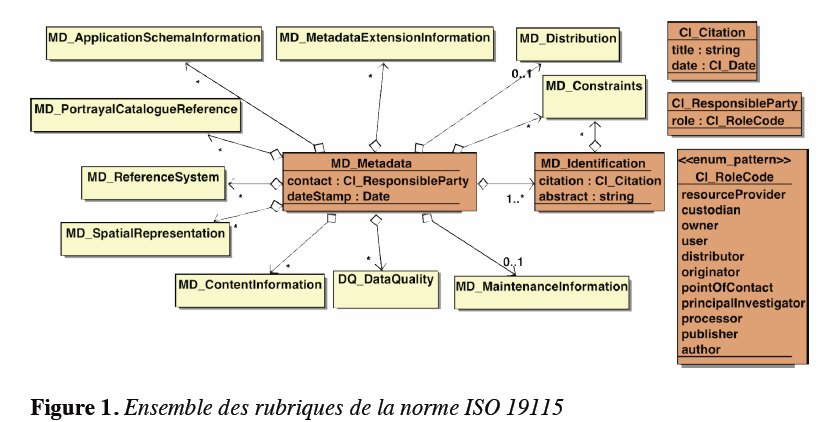 MD_ApplicationSchemaInformation
MD_MetadataExtensionInformation
MD_Distribution
CI_Citation
title : string
date : CI_Date
*
*
0..1
MD_Constraints
MD_PortrayalCatalogueReference
*
*
*
CI_ResponsibleParty
role : CI_RoleCode
MD_Metadata
contact : CI_ResponsibleParty
dateStamp : Date
MD_Identification
citation : CI_Citation
abstract : string
1..*
MD_ReferenceSystem
*
<<enum_pattern>>
CI_RoleCode
resourceProvider
custodian
owner
user
distributor
originator
pointOfContact
principalInvestigator
processor
publisher
author
MD_SpatialRepresentation
*
MD_ContentInformation
*
DQ_DataQuality
*
MD_MaintenanceInformation
0..1
Figure 1. Ensemble des rubriques de la norme ISO 19115